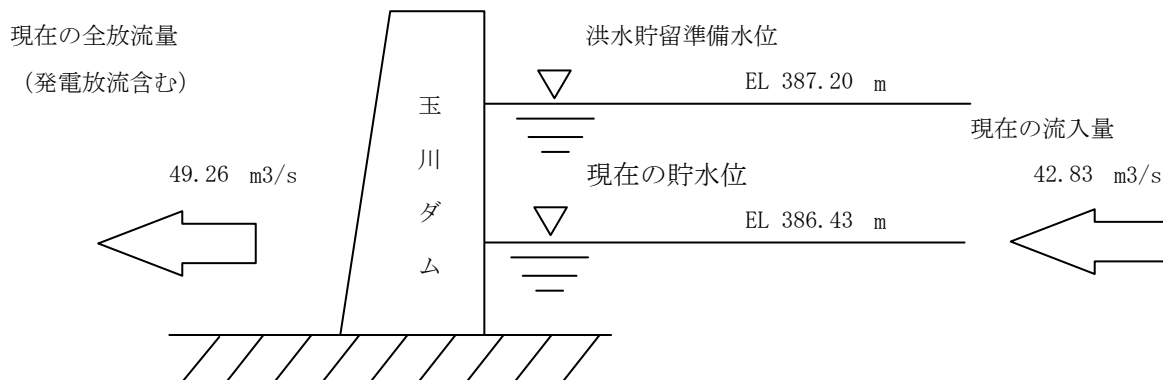 現在の全放流量
(発電放流含む)
49.26 m3/s
玉川ダム
洪水貯留準備水位
EL 387.20 m
現在の貯水位
EL 386.43 m
現在の流入量
42.83 m3/s